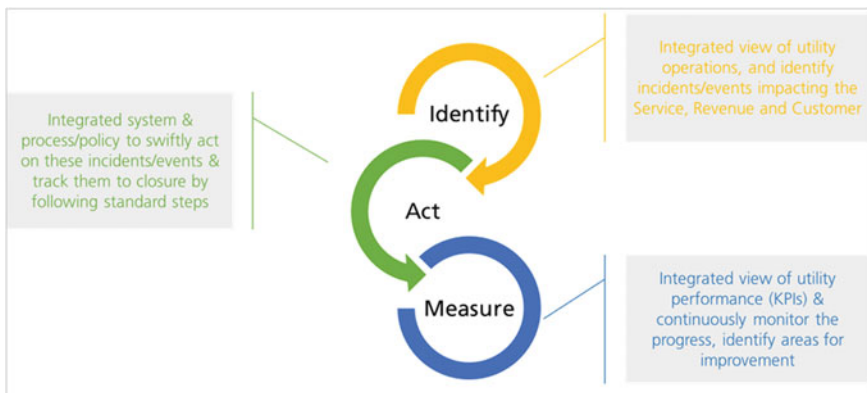 Identify
Integrated view of utility
operations, and identify
incidents/events impacting the
Service, Revenue and Customer
Integrated system &
process/policy to swiftly act
on these incidents/events &
track them to closure by
following standard steps
Act
Measure
Integrated view of utility
performance (KPIs) &
continuously monitor the
progress, identify areas for
improvement